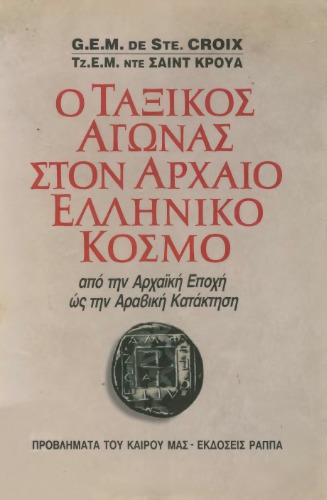 G.E.M. DE STE. CROIX
ΤΖ.Ε.Μ. ΝΤΕ ΣΑΙΝΤ ΚΡΟΥΑ
Ο ΤΑΞΙΚΟΣ
ΑΓΩΝΑΣ
ΣΤΟΝ ΑΡΧΑΙΟ
ΕΛΛΗΝΙΚΟ
ΚΟΣΜΟ
από την Αρχαϊκή Εποχή
ώς την Αραβική Κατάκτηση
ΠΡΟΒΛΗΜΑΤΑ ΤΟΥ ΚΑΙΡΟΥ ΜΑΣ - ΕΚΔΟΣΕΙΣ ΡΑΠΠΑ